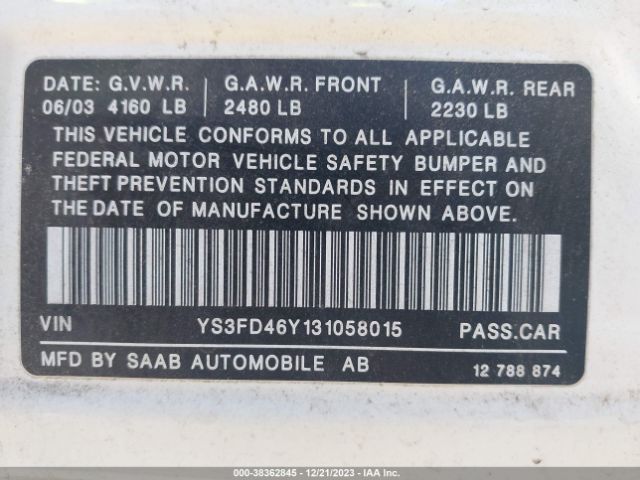 DATE: G.V.W.R. G.A.W.R. FRONT G.A.W.R. REAR
06/03 4160 LB 2480 LB 2230 LB
THIS VEHICLE CONFORMS TO ALL APPLICABLE
FEDERAL MOTOR VEHICLE SAFETY BUMPER AND
THEFT PREVENTION STANDARDS IN EFFECT ON
THE DATE OF MANUFACTURE SHOWN ABOVE.
VIN YS3FD46Y131058015 PASS.CAR
MFD BY SAAB AUTOMOBILE AB 12 788 874
000-38362845 - 12/21/2023 - IAA Inc.